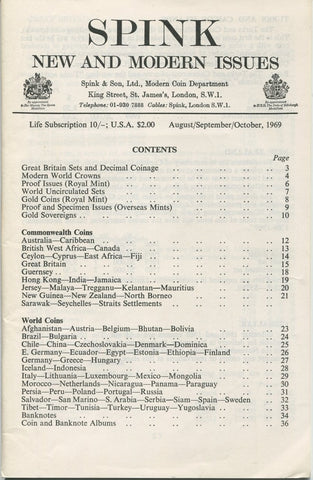 SPINK
NEW AND MODERN ISSUES
Spink & Son, Ltd., Modern Coin Department
King Street, St. James's, London, S.W.1.
Telephone: 01-930 7888 Cables: Spink, London S.W.1.
Life Subscription 10/-; U.S.A. $2.00 August/September/October, 1969
CONTENTS
Page
Great Britain Sets and Decimal Coinage .. .. .. .. .. 3
Modern World Crowns .. .. .. .. .. .. .. 4
Proof Issues (Royal Mint) .. .. .. .. .. .. .. 6
World Uncirculated Sets .. .. .. .. .. .. .. 7
Gold Coins (Royal Mint) .. .. .. .. .. .. .. 8
Proof and Specimen Issues (Overseas Mints) .. .. .. .. 9
Gold Sovereigns .. .. .. .. .. .. .. .. 10
Commonwealth Coins
Australia—Caribbean .. .. .. .. .. .. .. 12
British West Africa—Canada .. .. .. .. .. .. 13
Ceylon—Cyprus—East Africa—Fiji .. .. .. .. .. 14
Great Britain .. .. .. .. .. .. .. .. 15
Guernsey .. .. .. .. .. .. .. .. .. 18
Hong Kong—India—Jamaica .. .. .. .. .. .. 19
Jersey—Malaya—Tregganu—Kelantan—Mauritius .. .. .. 20
New Guinea—New Zealand—North Borneo .. .. .. .. 21
Sarawak—Seychelles—Straits Settlements
World Coins
Afghanistan—Austria—Belgium—Bhutan—Bolivia .. .. .. 23
Brazil—Bulgaria .. .. .. .. .. .. .. .. 24
Chile—China—Czechoslovakia—Denmark—Dominica .. .. 25
E. Germany—Ecuador—Egypt—Estonia—Ethiopia—Finland .. 26
Germany—Greece—Hungary .. .. .. .. .. .. 27
Iceland—Indonesia .. .. .. .. .. .. .. 28
Italy—Lithuania—Luxembourg—Mexico—Mongolia .. .. .. 29
Morocco—Netherlands—Nicaragua—Panama—Paraguay .. .. 30
Persia—Peru—Poland—Portugal—Russia .. .. .. .. 31
Salvador—San Marino—S. Arabia—Serbia—Siam—Spain—Sweden 32
Tibet—Timor—Tunisia—Turkey—Uruguay—Yugoslavia .. .. 33
Banknotes .. .. .. .. .. .. .. .. .. 34
Coin and Banknote Albums .. .. .. .. .. .. 36